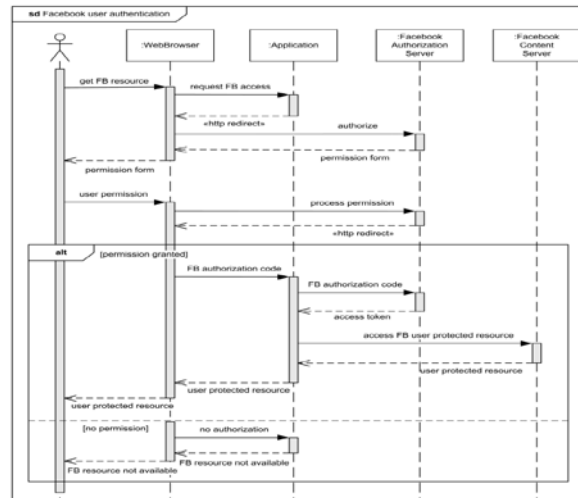 sd Facebook user authentication
:WebBrowser
:Application
:Facebook
Authorization
Server
:Facebook
Content
Server
get FB resource
request FB access
«http redirect»
authorize
permission form
permission form
user permission
process permission
«http redirect»
alt
[permission granted]
FB authorization code
FB authorization code
access token
access FB user protected resource
user protected resource
user protected resource
user protected resource
[no permission]
no authorization
FB resource not available
FB resource not available